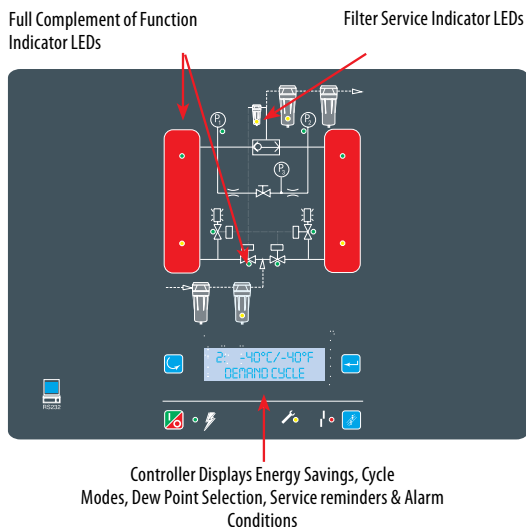 Full Complement of Function
Indicator LEDs
Filter Service Indicator LEDs
P1
P2
P3
2: -40°C/-40°F
DEMAND CYCLE
RS232
Controller Displays Energy Savings, Cycle
Modes, Dew Point Selection, Service reminders & Alarm
Conditions